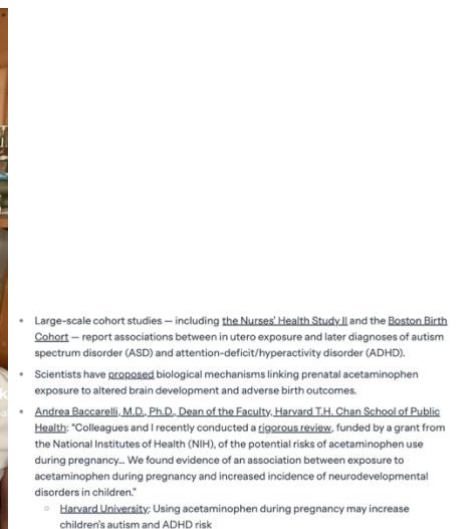 Large-scale cohort studies — including the Nurses' Health Study II and the Boston Birth
Cohort — report associations between in utero exposure and later diagnoses of autism
spectrum disorder (ASD) and attention-deficit/hyperactivity disorder (ADHD).
Scientists have proposed biological mechanisms linking prenatal acetaminophen
exposure to altered brain development and adverse birth outcomes.
Andrea Baccarelli, M.D., Ph.D., Dean of the Faculty, Harvard T.H. Chan School of Public
Health: "Colleagues and I recently conducted a rigorous review, funded by a grant from
the National Institutes of Health (NIH), of the potential risks of acetaminophen use
during pregnancy… We found evidence of an association between exposure to
acetaminophen during pregnancy and increased incidence of neurodevelopmental
disorders in children."
Harvard University: Using acetaminophen during pregnancy may increase
children's autism and ADHD risk